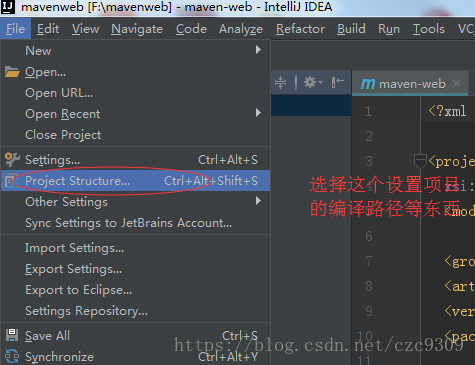 mavenweb [F:\mavenweb] - maven-web - IntelliJ IDEA
File Edit View Navigate Code Analyze Refactor Build Run Tools VC
New
Open...
Open URL...
Open Recent
Close Project
Settings... Ctrl+Alt+S
Project Structure... Ctrl+Alt+Shift+S
Other Settings
Sync Settings to JetBrains Account...
Import Settings...
Export Settings...
Export to Eclipse...
Settings Repository...
Save All Ctrl+S
Synchronize Ctrl+Alt+Y
m maven-web
1 <?xml
2
3 <proje
选择这个设置项目
xsi:
的编译路径等东西
<mod
6
7 <gro
8 <art
9 <ver
10 <pac
11
https://blog.csdn.net/czc9309